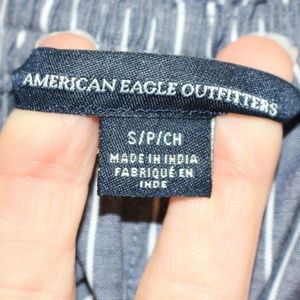 AMERICAN EAGLE OUTFITTERS
S/P/CH
MADE IN INDIA
FABRIQUÉ EN
INDE